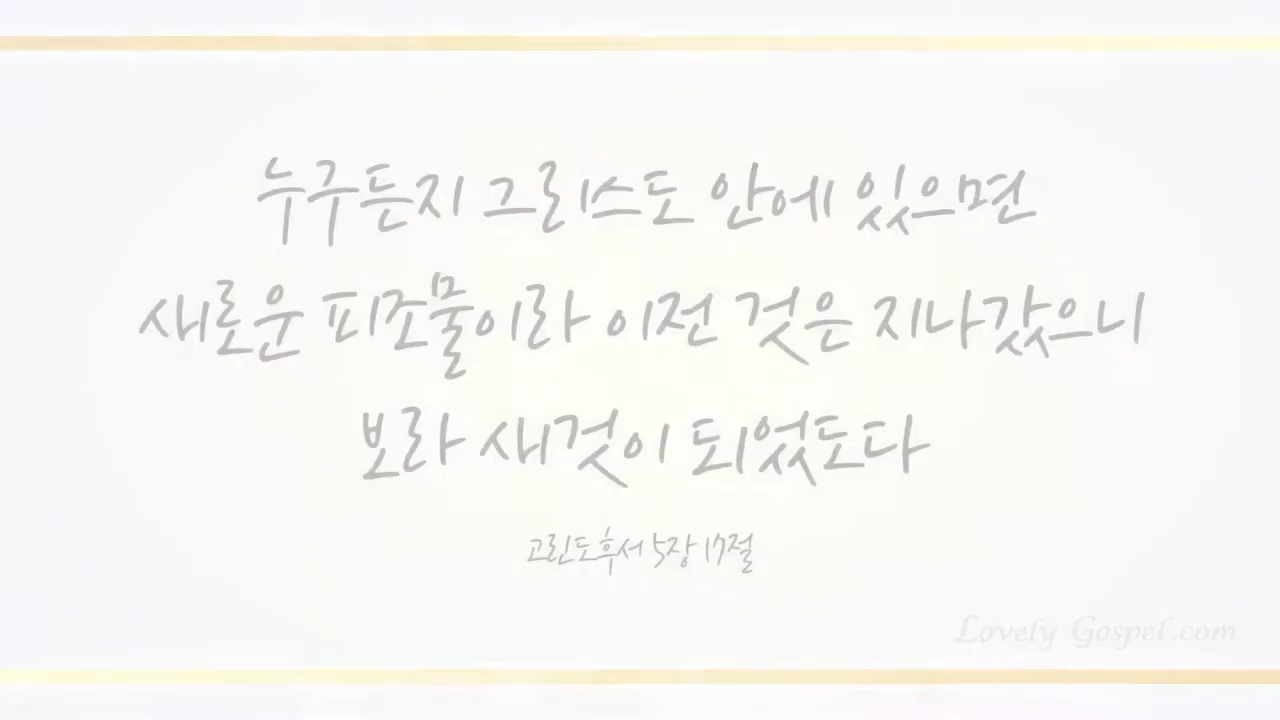 누구든지 그리스도 안에 있으면
새로운 피조물이라 이전 것은 지나갔으니
보라 새것이 되었도다
고린도후서 5장 17절
Lovely Gospel.com